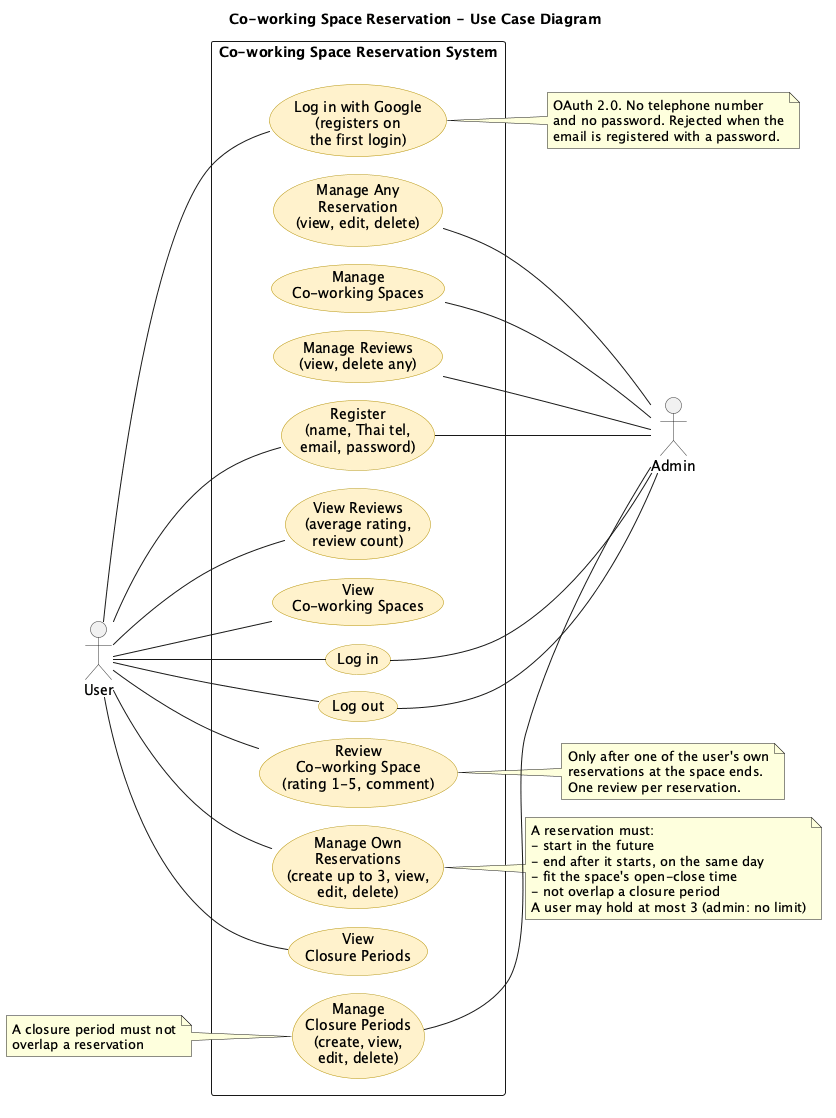 Co-working Space Reservation - Use Case Diagram
Co-working Space Reservation System
Log in with Google
(registers on
the first login)
OAuth 2.0. No telephone number
and no password. Rejected when the
email is registered with a password.
Manage Any
Reservation
(view, edit, delete)
Manage
Co-working Spaces
Manage Reviews
(view, delete any)
Register
(name, Thai tel,
email, password)
Admin
View Reviews
(average rating,
review count)
View
Co-working Spaces
Log in
User
Log out
Review
Co-working Space
(rating 1-5, comment)
Only after one of the user's own
reservations at the space ends.
One review per reservation.
Manage Own
Reservations
(create up to 3, view,
edit, delete)
A reservation must:
- start in the future
- end after it starts, on the same day
- fit the space's open-close time
- not overlap a closure period
A user may hold at most 3 (admin: no limit)
View
Closure Periods
Manage
Closure Periods
(create, view,
edit, delete)
A closure period must not
overlap a reservation